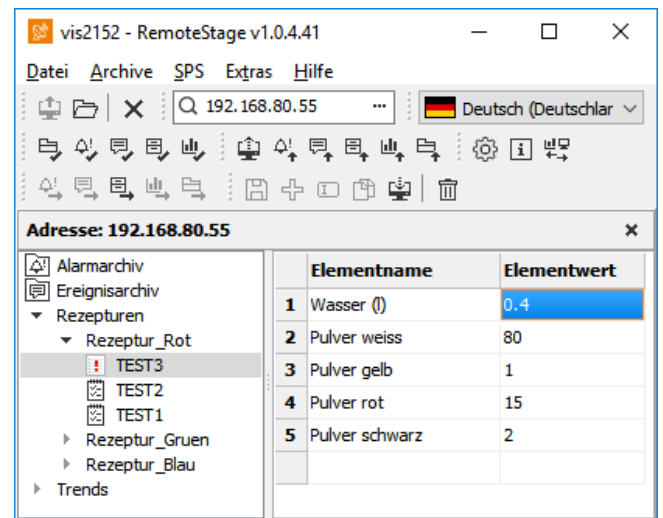 vis2152 - RemoteStage v1.0.4.41
Datei Archive SPS Extras Hilfe
192.168.80.55 ... Deutsch (Deutschlar
Adresse: 192.168.80.55
Alarmarchiv
Ereignisarchiv
Rezepturen
Rezeptur_Rot
TEST3
TEST2
TEST1
Rezeptur_Gruen
Rezeptur_Blau
Trends
Elementname Elementwert
1 Wasser (l) 0.4
2 Pulver weiss 80
3 Pulver gelb 1
4 Pulver rot 15
5 Pulver schwarz 2